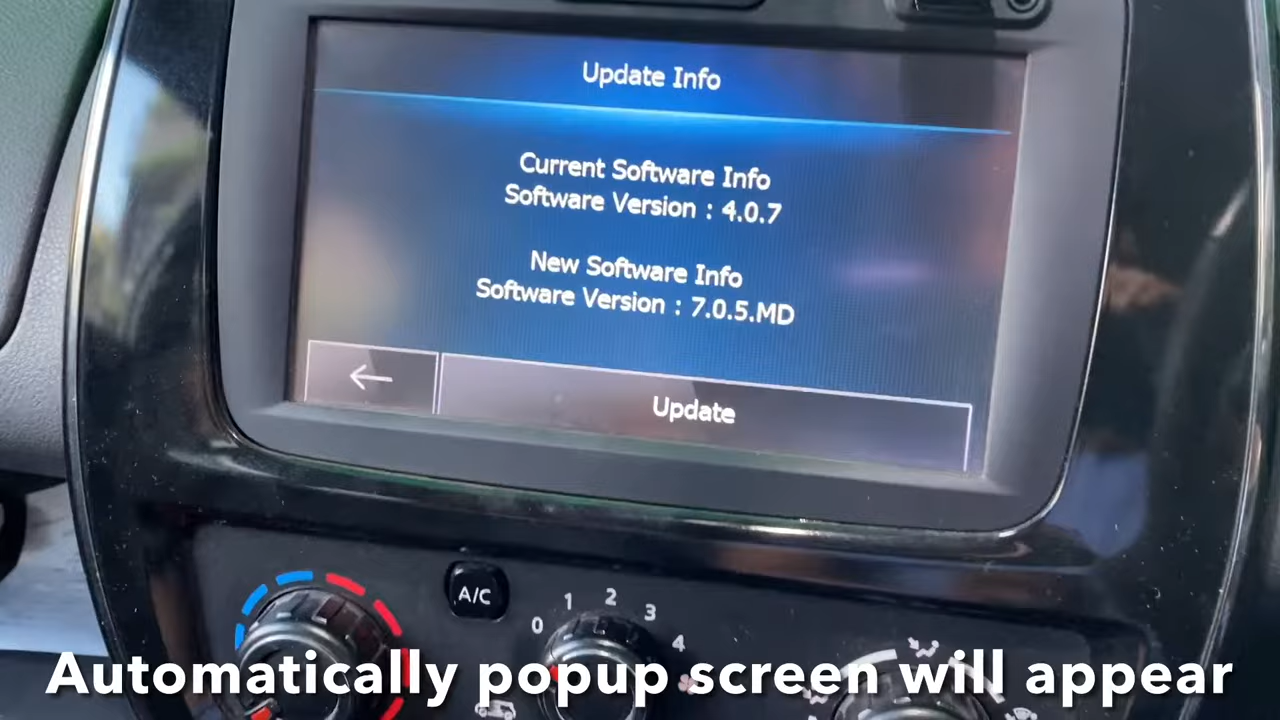 Update Info
Current Software Info
Software Version : 4.0.7
New Software Info
Software Version : 7.0.5.MD
Update
A/C
0 1 2 3 4
Automatically popup screen will appear